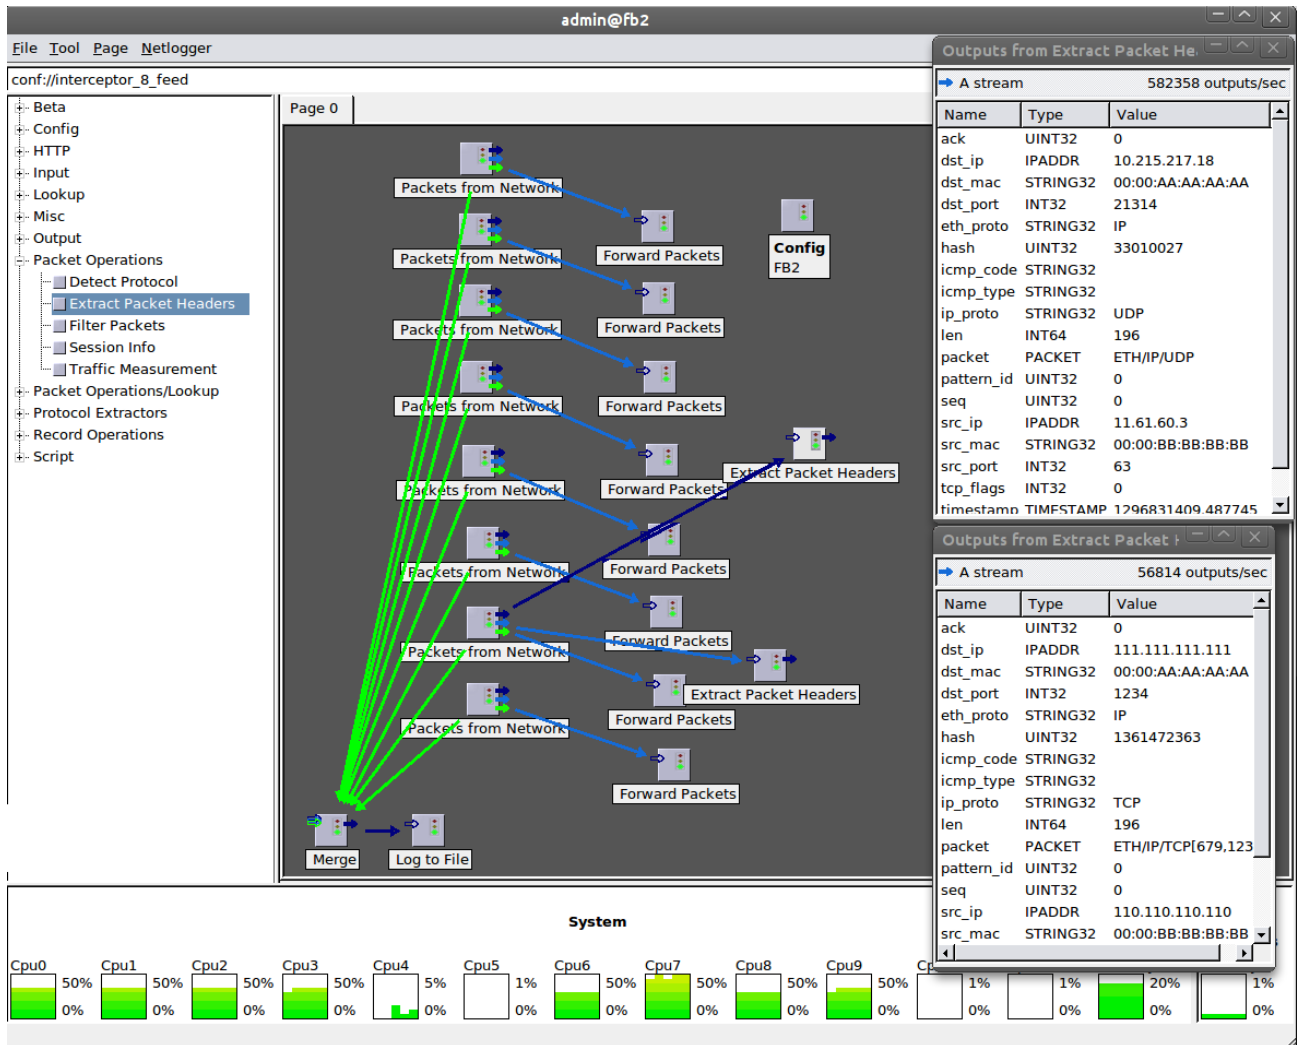 admin@fb2
File Tool Page Netlogger
conf://interceptor_8_feed
Beta
Config
HTTP
Input
Lookup
Misc
Output
Packet Operations
Detect Protocol
Extract Packet Headers
Filter Packets
Session Info
Traffic Measurement
Packet Operations/Lookup
Protocol Extractors
Record Operations
Script
Page 0
Packets from Network
Forward Packets
Packets from Network
Forward Packets
Packets from Network
Forward Packets
Packets from Network
Forward Packets
Packets from Network
Forward Packets
Packets from Network
Forward Packets
Packets from Network
Forward Packets
Packets from Network
Forward Packets
Config
FB2
Extract Packet Headers
Extract Packet Headers
Merge
Log to File
Outputs from Extract Packet He
A stream 582358 outputs/sec
Name Type Value
ack UINT32 0
dst_ip IPADDR 10.215.217.18
dst_mac STRING32 00:00:AA:AA:AA:AA
dst_port INT32 21314
eth_proto STRING32 IP
hash UINT32 33010027
icmp_code STRING32
icmp_type STRING32
ip_proto STRING32 UDP
len INT64 196
packet PACKET ETH/IP/UDP
pattern_id UINT32 0
seq UINT32 0
src_ip IPADDR 11.61.60.3
src_mac STRING32 00:00:BB:BB:BB:BB
src_port INT32 63
tcp_flags INT32 0
timestamp TIMESTAMP 1296831409.487745
Outputs from Extract Packet H
A stream 56814 outputs/sec
Name Type Value
ack UINT32 0
dst_ip IPADDR 111.111.111.111
dst_mac STRING32 00:00:AA:AA:AA:AA
dst_port INT32 1234
eth_proto STRING32 IP
hash UINT32 1361472363
icmp_code STRING32
icmp_type STRING32
ip_proto STRING32 TCP
len INT64 196
packet PACKET ETH/IP/TCP[679,123
pattern_id UINT32 0
seq UINT32 0
src_ip IPADDR 110.110.110.110
src_mac STRING32 00:00:BB:BB:BB:BB
System
Cpu0 Cpu1 Cpu2 Cpu3 Cpu4 Cpu5 Cpu6 Cpu7 Cpu8 Cpu9
50% 50% 50% 50% 5% 1% 50% 50% 50% 50% 1% 1% 20% 1%
0% 0% 0% 0% 0% 0% 0% 0% 0% 0% 0% 0% 0% 0%